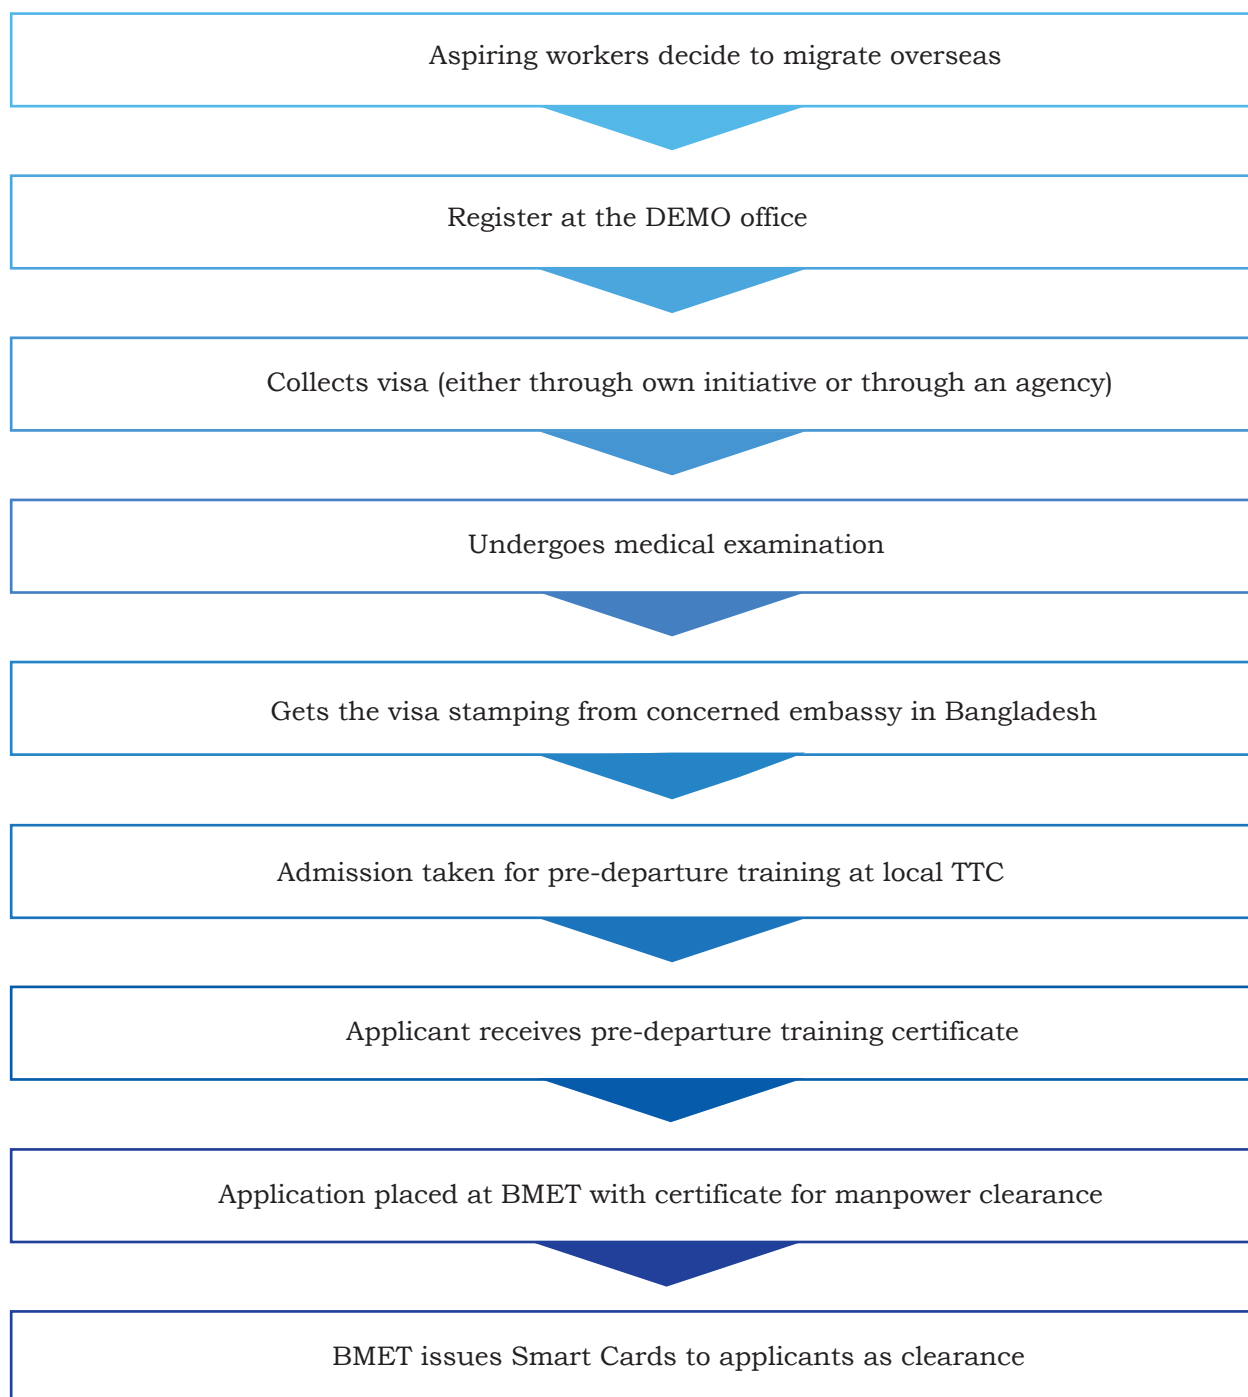 Aspiring workers decide to migrate overseas
Register at the DEMO office
Collects visa (either through own initiative or through an agency)
Undergoes medical examination
Gets the visa stamping from concerned embassy in Bangladesh
Admission taken for pre-departure training at local TTC
Applicant receives pre-departure training certificate
Application placed at BMET with certificate for manpower clearance
BMET issues Smart Cards to applicants as clearance